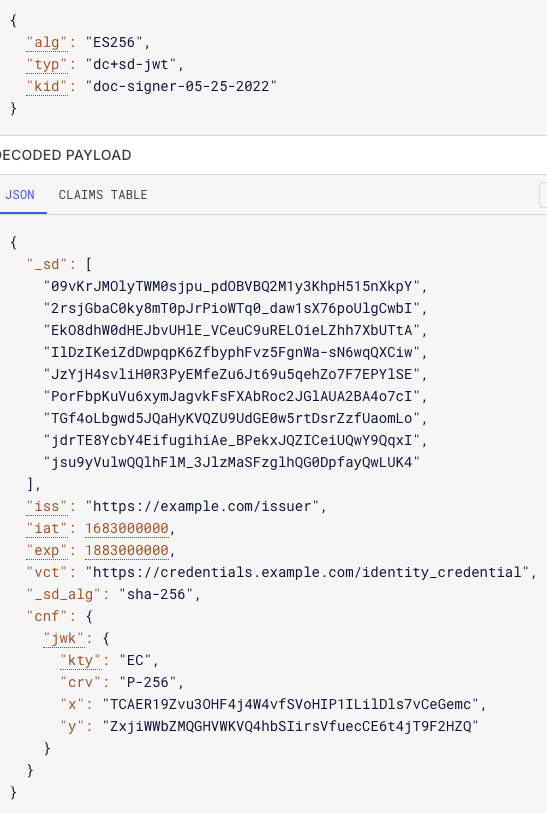 {
"alg": "ES256",
"typ": "dc+sd-jwt",
"kid": "doc-signer-05-25-2022"
}
DECODED PAYLOAD
JSON CLAIMS TABLE
{
"_sd": [
"09vKrJMOlyTWM0sjpu_pdOBVBQ2M1y3KhpH515nXkpY",
"2rsjGbaC0ky8mT0pJrPioWTq0_daw1sX76poUlgCwbI",
"EkO8dhW0dHEJbvUHlE_VCeuC9uRELOieLZhh7XbUTtA",
"IlDzIKeiZdDwpqpK6ZfbyphFvz5FgnWa-sN6wqQXCiw",
"JzYjH4svliH0R3PyEMfeZu6Jt69u5qehZo7F7EPYlSE",
"PorFbpKuVu6xymJagvkFsFXAbRoc2JGlAUA2BA4o7cI",
"TGf4oLbgwd5JQaHyKVQZU9UdGE0w5rtDsrZzfUaomLo",
"jdrTE8YcbY4EifugihiAe_BPekxJQZICeiUQwY9QqxI",
"jsu9yVulwQQlhFlM_3JlzMaSFzglhQG0DpfayQwLUK4"
],
"iss": "https://example.com/issuer",
"iat": 1683000000,
"exp": 1883000000,
"vct": "https://credentials.example.com/identity_credential",
"_sd_alg": "sha-256",
"cnf": {
"jwk": {
"kty": "EC",
"crv": "P-256",
"x": "TCAER19Zvu3OHF4j4W4vfSVoHIP1ILilDls7vCeGemc",
"y": "ZxjiWWbZMQGHVWKVQ4hbSIirsVfuecCE6t4jT9F2HZQ"
}
}
}